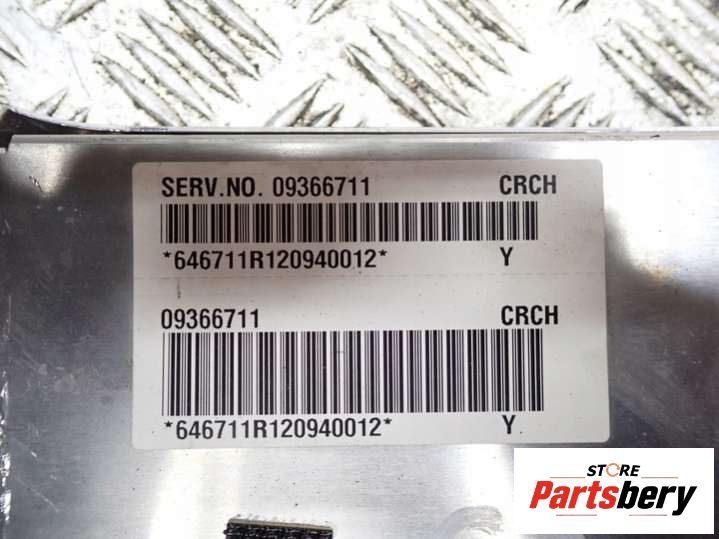 SERV.NO. 09366711 CRCH
*646711R120940012* Y
09366711 CRCH
*646711R120940012* Y
STORE
Partsbery